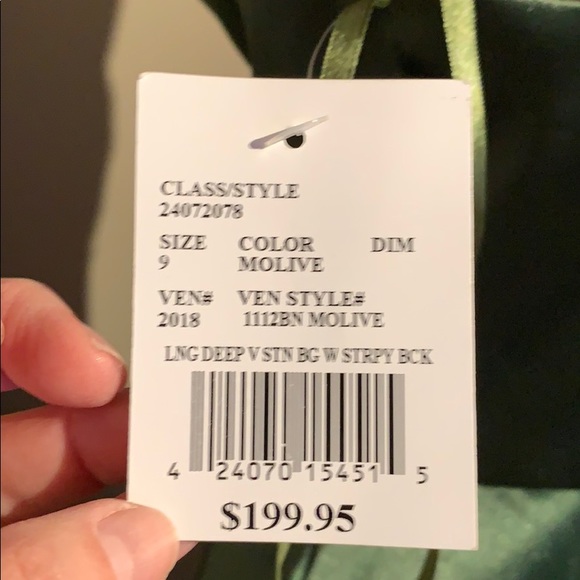 CLASS/STYLE
24072078
SIZE COLOR DIM
9 MOLIVE
VEN# VEN STYLE#
2018 1112BN MOLIVE
LNG DEEP V STN BG W STRPY BCK
4 24070 15451 5
$199.95